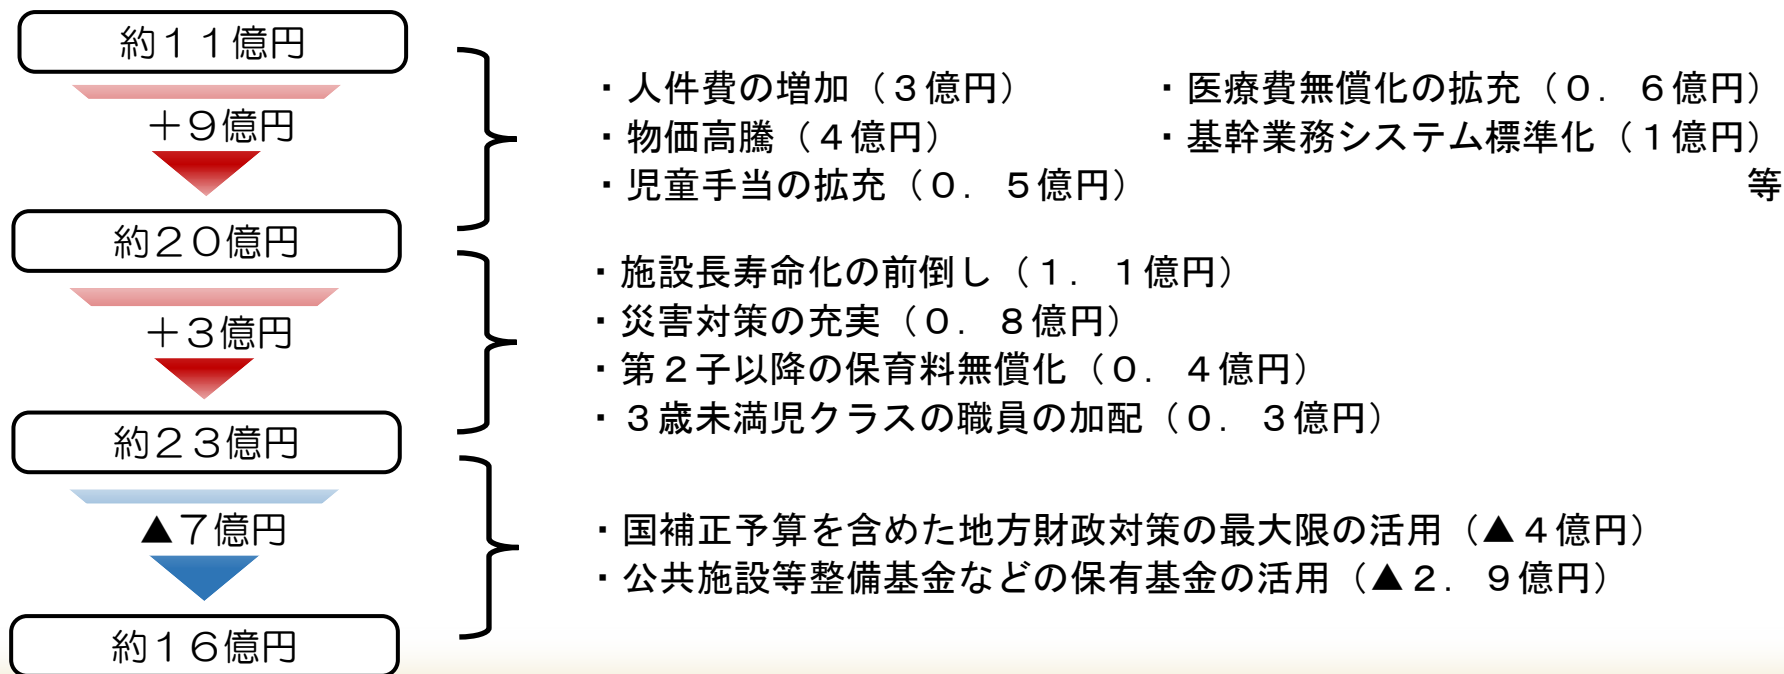 約１１億円
＋９億円
・人件費の増加（３億円）
・医療費無償化の拡充（０．６億円）
・物価高騰（４億円）
・基幹業務システム標準化（１億円）
・児童手当の拡充（０．５億円）
等
約２０億円
＋３億円
・施設長寿命化の前倒し（１．１億円）
・災害対策の充実（０．８億円）
・第２子以降の保育料無償化（０．４億円）
・３歳未満児クラスの職員の加配（０．３億円）
約２３億円
▲７億円
・国補正予算を含めた地方財政対策の最大限の活用（▲４億円）
・公共施設等整備基金などの保有基金の活用（▲２．９億円）
約１６億円